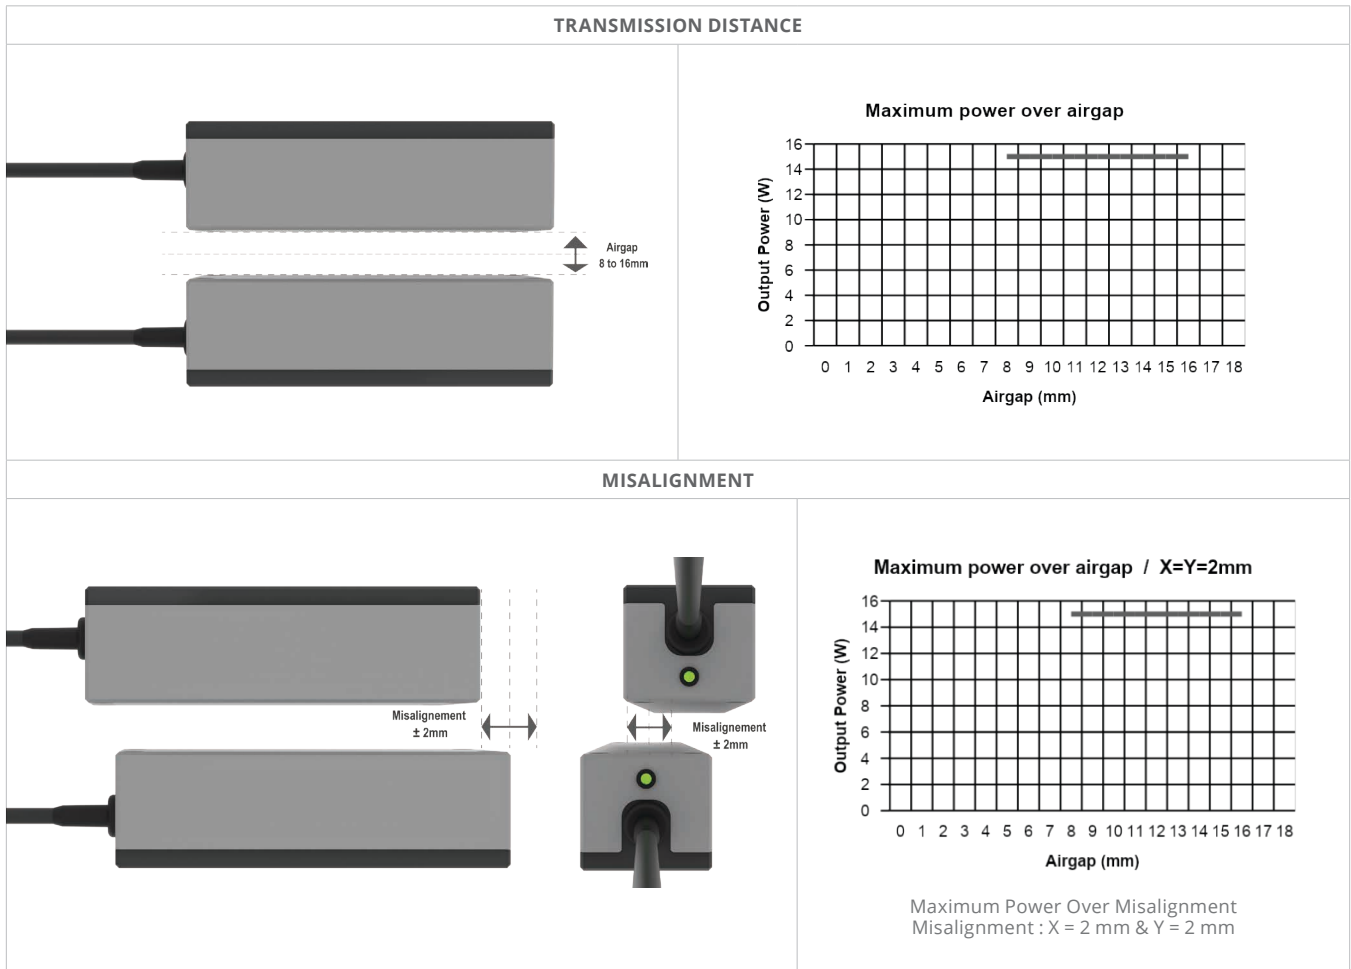 TRANSMISSION DISTANCE
Airgap
8 to 16mm
Maximum power over airgap
Output Power (W)
16
14
12
10
8
6
4
2
0
0 1 2 3 4 5 6 7 8 9 10 11 12 13 14 15 16 17 18
Airgap (mm)
MISALIGNMENT
Misalignement
± 2mm
Misalignement
± 2mm
Maximum power over airgap / X=Y=2mm
Output Power (W)
16
14
12
10
8
6
4
2
0
0 1 2 3 4 5 6 7 8 9 10 11 12 13 14 15 16 17 18
Airgap (mm)
Maximum Power Over Misalignment
Misalignment : X = 2 mm & Y = 2 mm